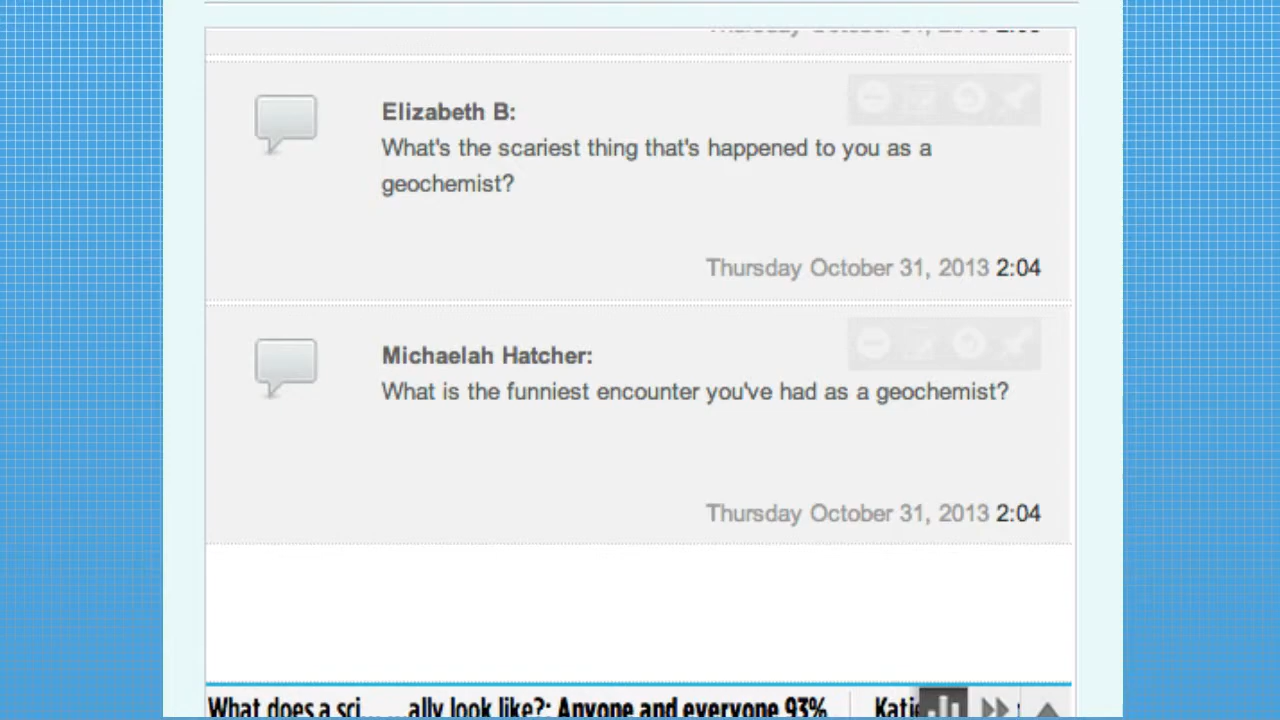 Elizabeth B:
What's the scariest thing that's happened to you as a
geochemist?
Thursday October 31, 2013 2:04
Michaelah Hatcher:
What is the funniest encounter you've had as a geochemist?
Thursday October 31, 2013 2:04
What does a sci... ...ally look like?: Anyone and everyone 93% Katie